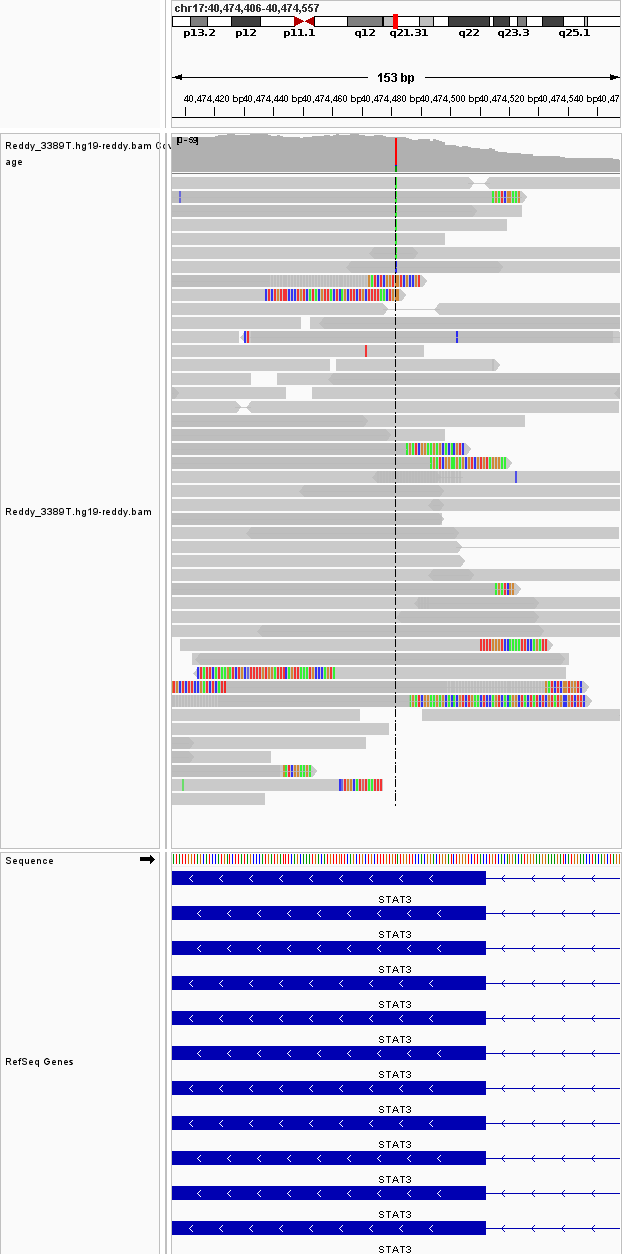 chr17:40,474,406-40,474,557
p13.2 p12 p11.1 q12 q21.31 q22 q23.3 q25.1
153 bp
40,474,420 bp 40,474,440 bp 40,474,460 bp 40,474,480 bp 40,474,500 bp 40,474,520 bp 40,474,540 bp 40,47
Reddy_3389T.hg19-reddy.bam Cov
age
Reddy_3389T.hg19-reddy.bam
Sequence
STAT3
STAT3
STAT3
STAT3
STAT3
RefSeq Genes
STAT3
STAT3
STAT3
STAT3
STAT3
STAT3